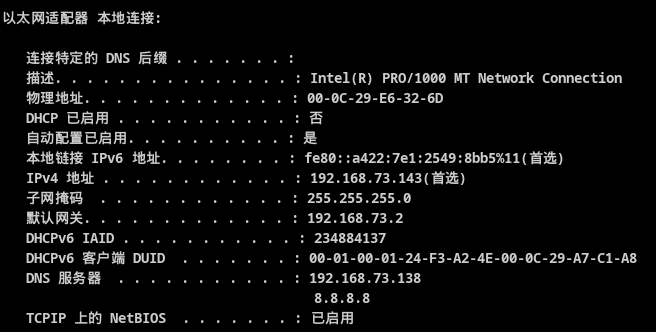 以太网适配器 本地连接:
连接特定的 DNS 后缀 . . . . . . . :
描述. . . . . . . . . . . . . . . : Intel(R) PRO/1000 MT Network Connection
物理地址. . . . . . . . . . . . . : 00-0C-29-E6-32-6D
DHCP 已启用 . . . . . . . . . . . : 否
自动配置已启用. . . . . . . . . . : 是
本地链接 IPv6 地址. . . . . . . . : fe80::a422:7e1:2549:8bb5%11(首选)
IPv4 地址 . . . . . . . . . . . . : 192.168.73.143(首选)
子网掩码  . . . . . . . . . . . . : 255.255.255.0
默认网关. . . . . . . . . . . . . : 192.168.73.2
DHCPv6 IAID . . . . . . . . . . . : 234884137
DHCPv6 客户端 DUID  . . . . . . . : 00-01-00-01-24-F3-A2-4E-00-0C-29-A7-C1-A8
DNS 服务器  . . . . . . . . . . . : 192.168.73.138
8.8.8.8
TCPIP 上的 NetBIOS  . . . . . . . : 已启用